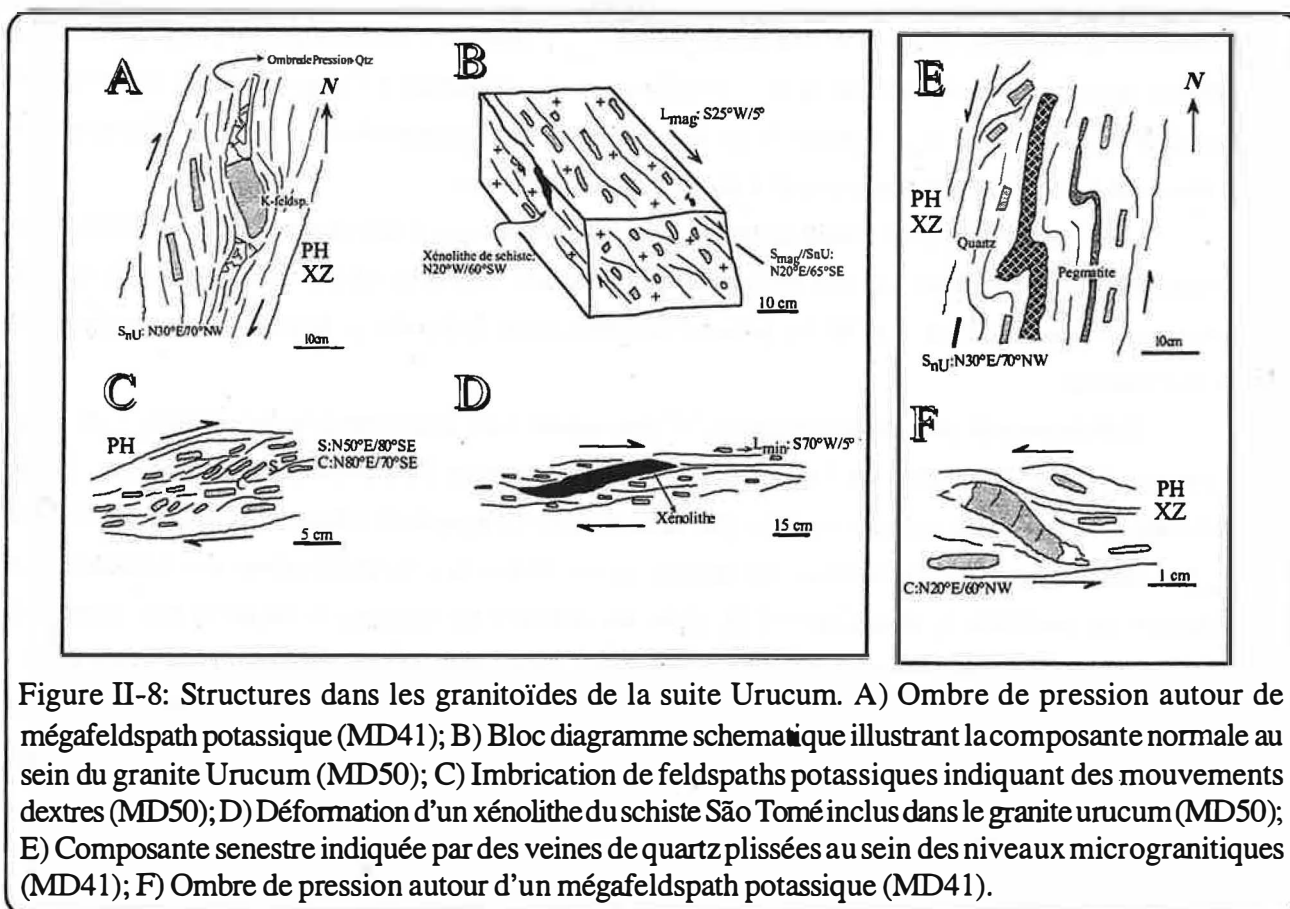 A
Ombre de Pression-Qtz
N
K-feldsp.
PH
XZ
SnU: N30°E/70°NW
10cm
B
Lmag: S25°W/5°
Xénolithe de schiste:
N20°W/60°SW
Smag//SnU:
N20°E/65°SE
10 cm
C
PH
S:N50°E/80°SE
C:N80°E/70°SE
S
C
5 cm
D
Lmin: S70°W/5°
Xénolithe
15 cm
E
N
PH
XZ
Quartz
Pegmatite
SnU:N30°E/70°NW
10cm
F
PH
XZ
C:N20°E/60°NW
1 cm
Figure II-8: Structures dans les granitoïdes de la suite Urucum. A) Ombre de pression autour de
mégafeldspath potassique (MD41); B) Bloc diagramme schematique illustrant la composante normale au
sein du granite Urucum (MD50); C) Imbrication de feldspaths potassiques indiquant des mouvements
dextres (MD50); D) Déformation d'un xénolithe du schiste São Tomé inclus dans le granite urucum (MD50);
E) Composante senestre indiquée par des veines de quartz plissées au sein des niveaux microgranitiques
(MD41); F) Ombre de pression autour d'un mégafeldspath potassique (MD41).